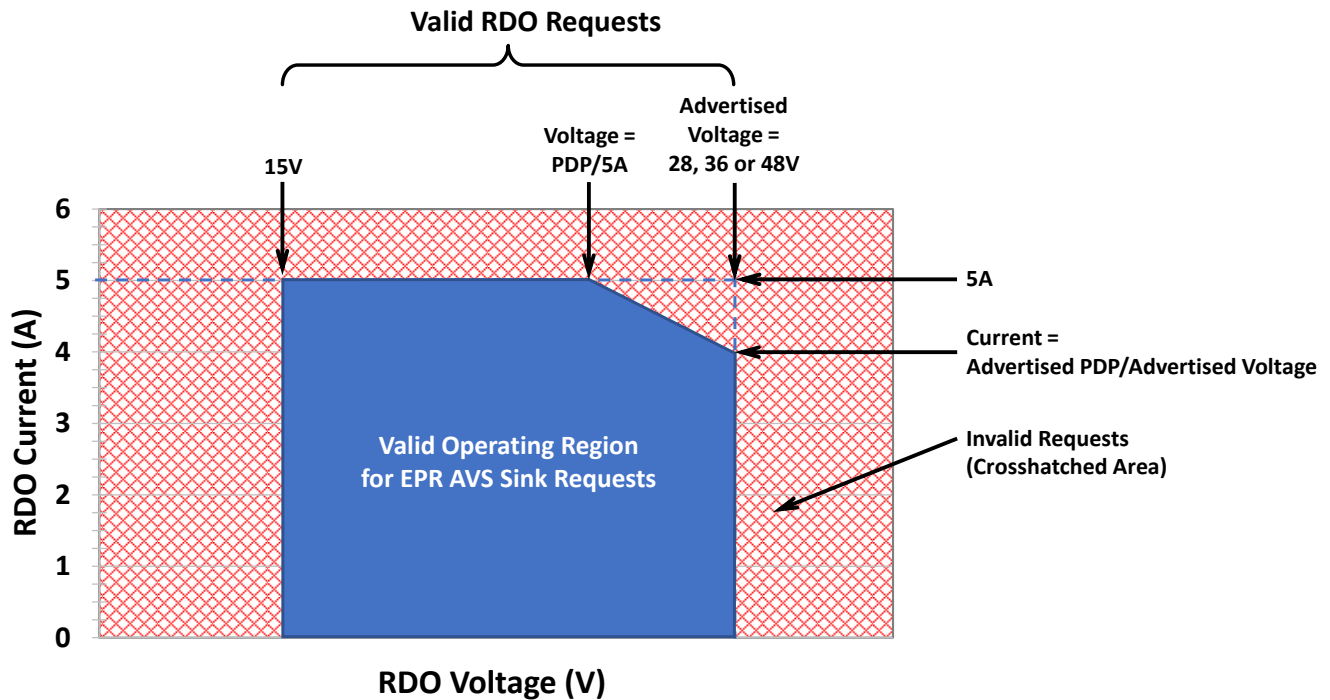 Valid RDO Requests
Advertised
Voltage =
28, 36 or 48V
Voltage =
PDP/5A
15V
6
5
4
3
2
1
0
RDO Current (A)
5A
Current =
Advertised PDP/Advertised Voltage
Invalid Requests
(Crosshatched Area)
Valid Operating Region
for EPR AVS Sink Requests
RDO Voltage (V)